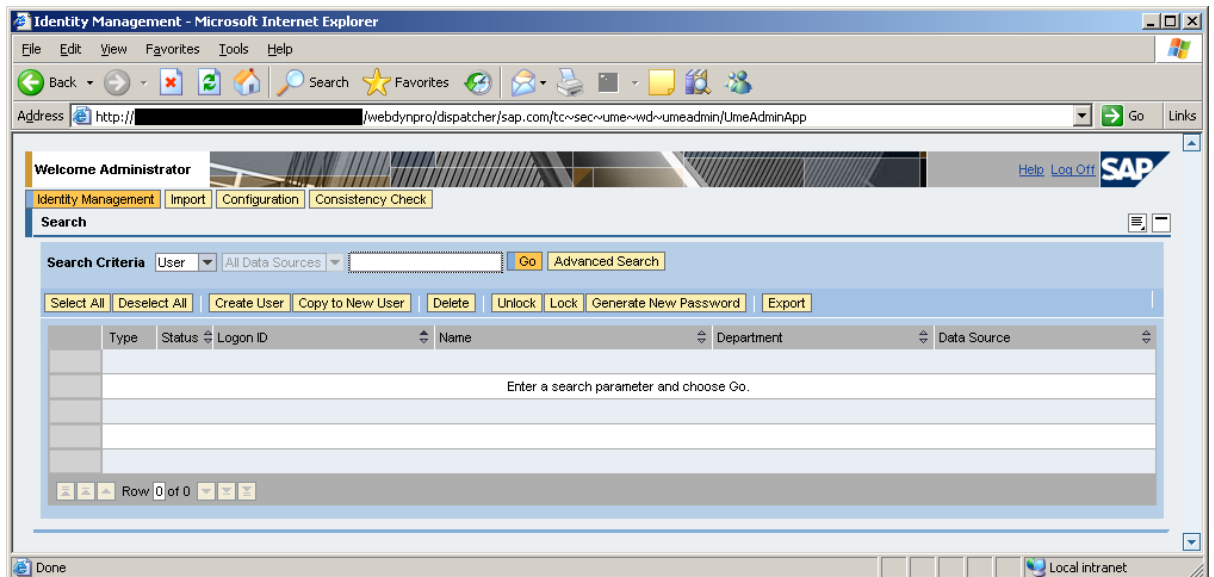 Identity Management - Microsoft Internet Explorer
File Edit View Favorites Tools Help
Back Search Favorites
Address http:// /webdynpro/dispatcher/sap.com/tc~sec~ume~wd~umeadmin/UmeAdminApp Go Links
Welcome Administrator Help Log Off SAP
Identity Management Import Configuration Consistency Check
Search
Search Criteria User All Data Sources Go Advanced Search
Select All Deselect All Create User Copy to New User Delete Unlock Lock Generate New Password Export
Type Status Logon ID Name Department Data Source
Enter a search parameter and choose Go.
Row 0 of 0
Done Local intranet